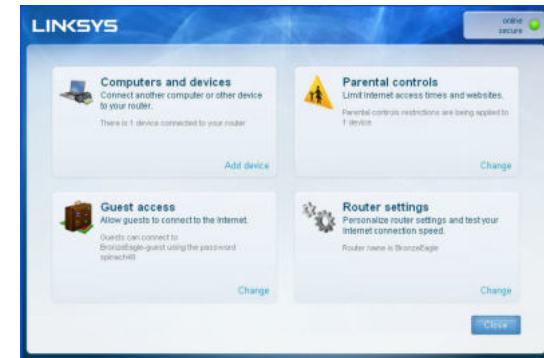 LINKSYS
online
secure
Computers and devices
Connect another computer or other device
to your router.
There is 1 device connected to your router
Add device
Parental controls
Limit Internet access times and websites.
Parental controls restrictions are being applied to
1 device
Change
Guest access
Allow guests to connect to the Internet.
Guests can connect to
BronzeEagle-guest using the password
spinach48
Change
Router settings
Personalize router settings and test your
Internet connection speed.
Router name is BronzeEagle
Change
Close